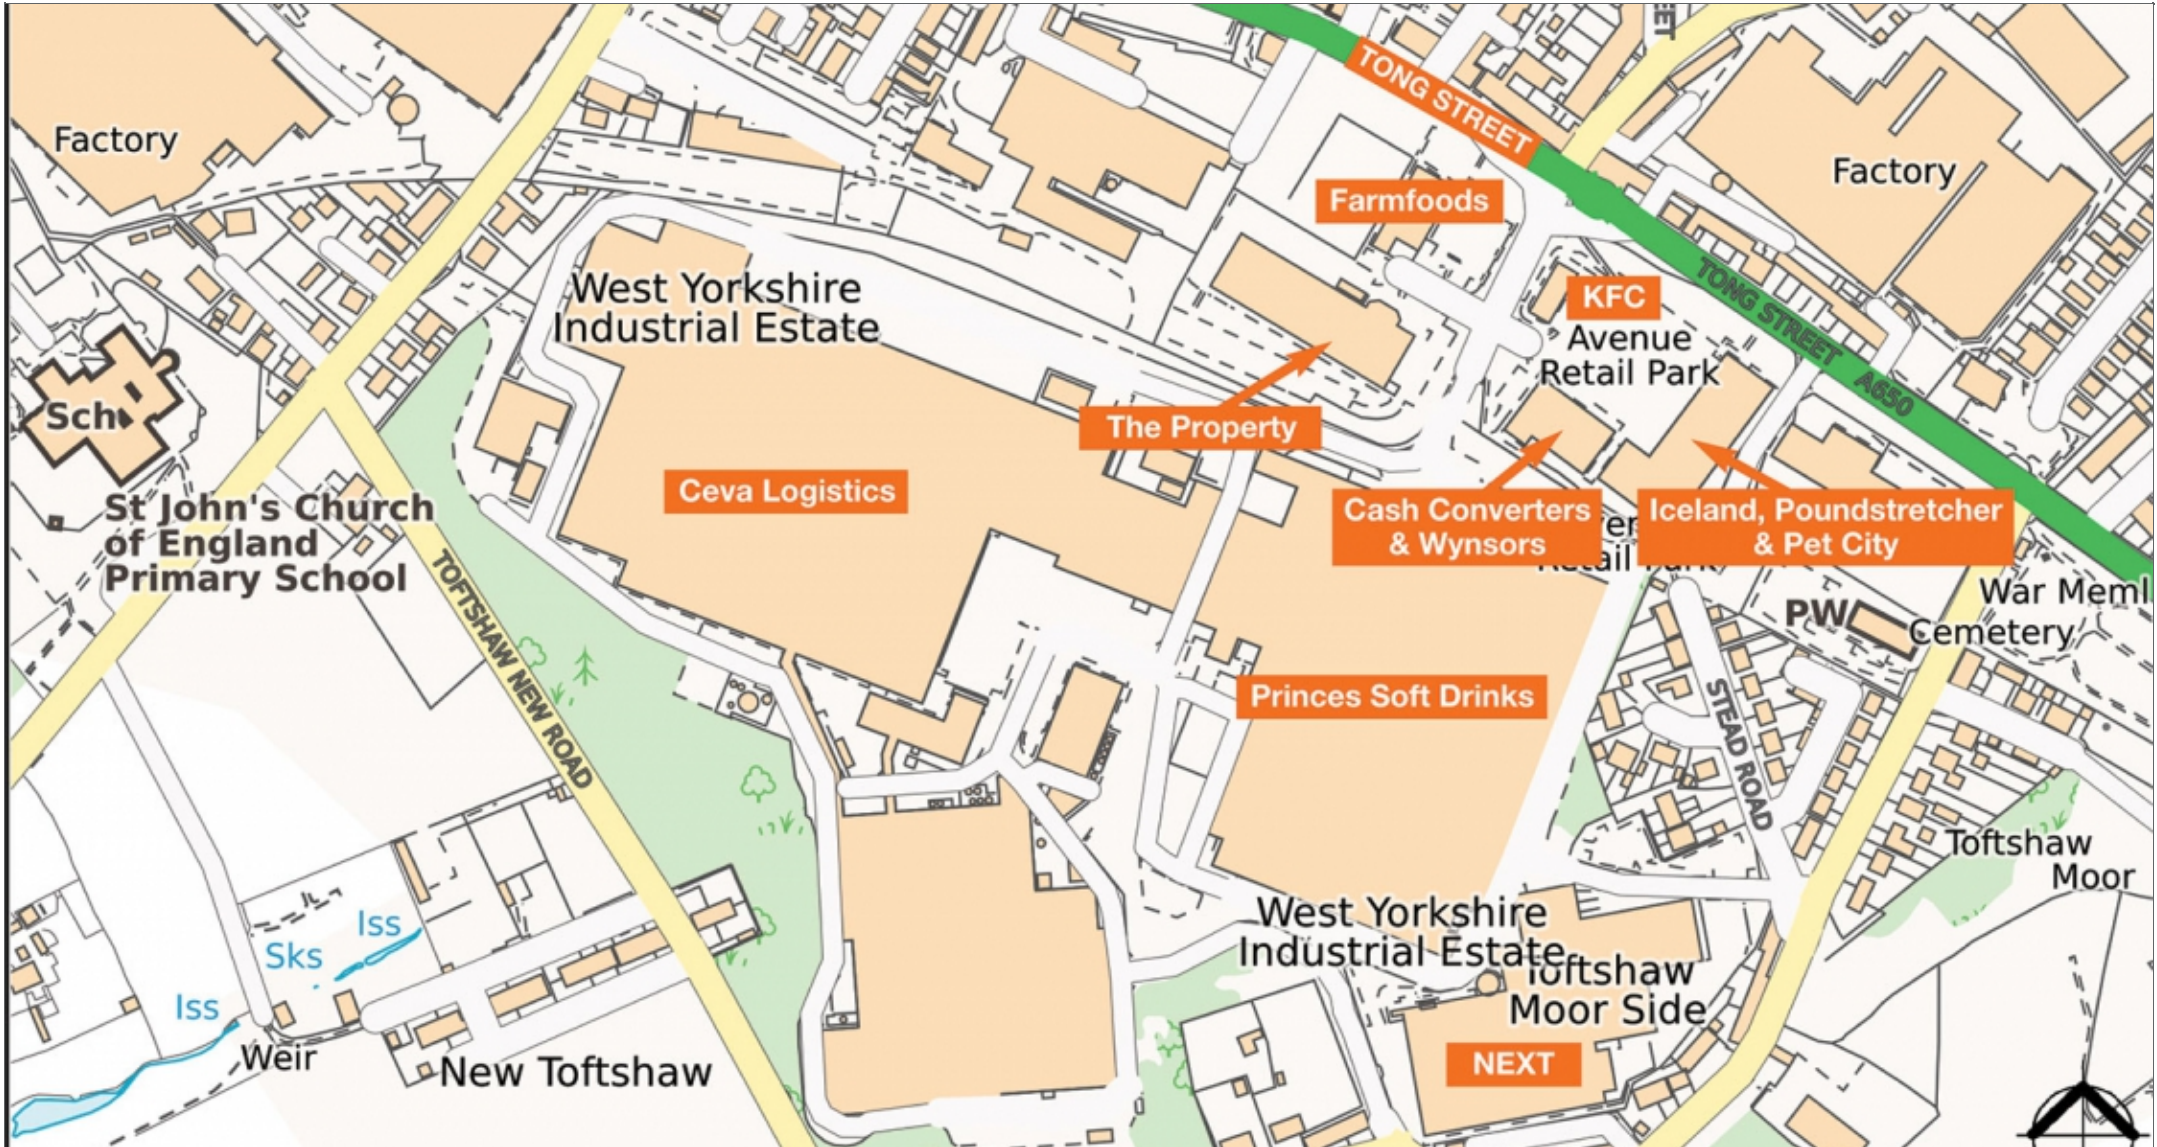 EET
TONG STREET
Factory
Factory
Farmfoods
West Yorkshire
Industrial Estate
KFC
TONG STREET
A650
Avenue
Retail Park
Sch
The Property
Ceva Logistics
Cash Converters
& Wynsors
Iceland, Poundstretcher
& Pet City
St John's Church
of England
Primary School
TOFTSHAW NEW ROAD
War Meml
PW
Cemetery
Princes Soft Drinks
STEAD ROAD
Toftshaw
Moor
West Yorkshire
Industrial Estate
Iss
Sks
Toftshaw
Moor Side
Iss
Weir
New Toftshaw
NEXT